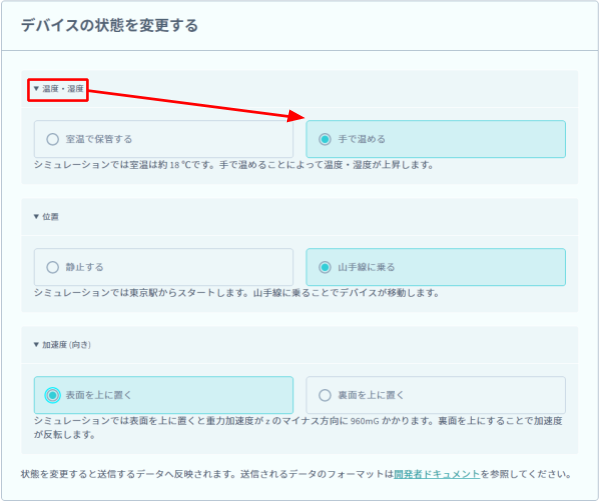 デバイスの状態を変更する
▼ 温度・湿度
室温で保管する
手で温める
シミュレーションでは室温は約 18 ℃です。手で温めることによって温度・湿度が上昇します。
▼ 位置
静止する
山手線に乗る
シミュレーションでは東京駅からスタートします。山手線に乗ることでデバイスが移動します。
▼ 加速度 (向き)
表面を上に置く
裏面を上に置く
シミュレーションでは表面を上に置くと重力加速度が z のマイナス方向に 960mG かかります。裏面を上にすることで加速度
が反転します。
状態を変更すると送信するデータへ反映されます。送信されるデータのフォーマットは開発者ドキュメントを参照してください。